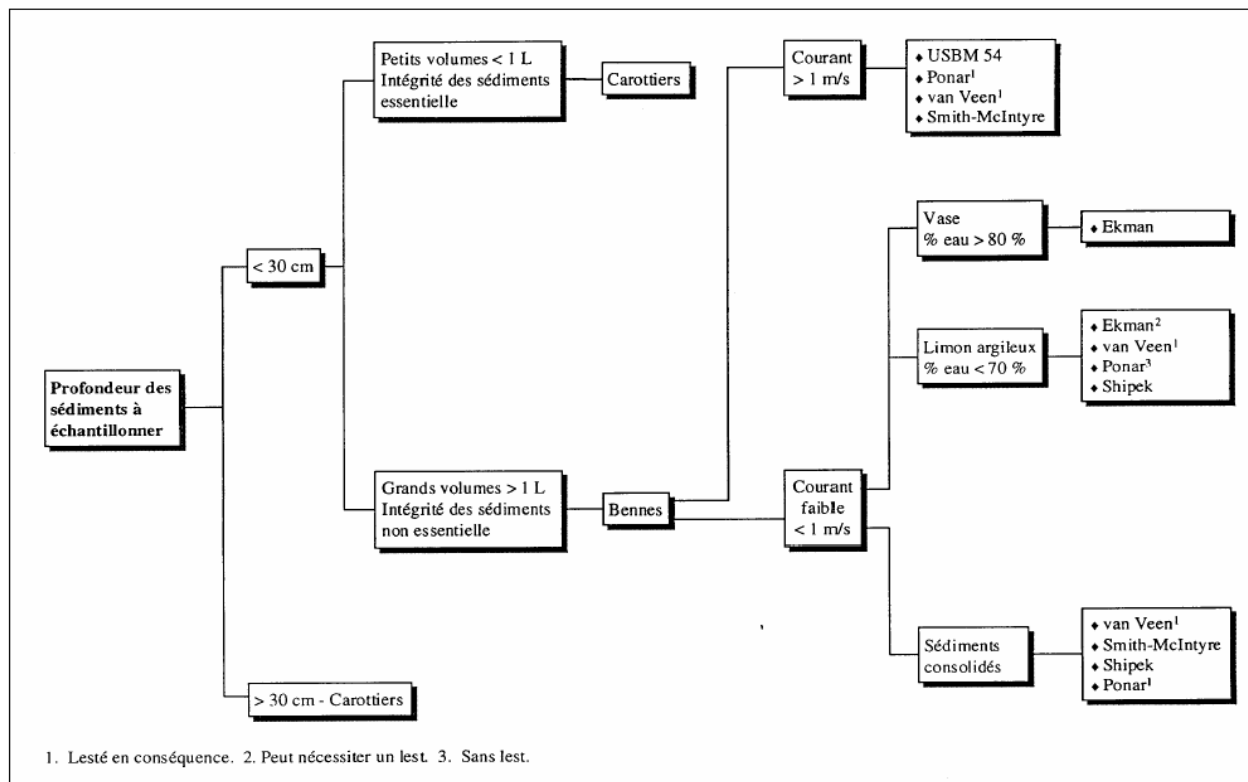 Profondeur des
sédiments à
échantillonner
< 30 cm
> 30 cm - Carottiers
Petits volumes < 1 L
Intégrité des sédiments
essentielle
Carottiers
Grands volumes > 1 L
Intégrité des sédiments
non essentielle
Bennes
Courant
> 1 m/s
♦ USBM 54
♦ Ponar¹
♦ van Veen¹
♦ Smith-McIntyre
Courant
faible
< 1 m/s
Vase
% eau > 80 %
♦ Ekman
Limon argileux
% eau < 70 %
♦ Ekman²
♦ van Veen¹
♦ Ponar³
♦ Shipek
Sédiments
consolidés
♦ van Veen¹
♦ Smith-McIntyre
♦ Shipek
♦ Ponar¹
1. Lesté en conséquence. 2. Peut nécessiter un lest. 3. Sans lest.